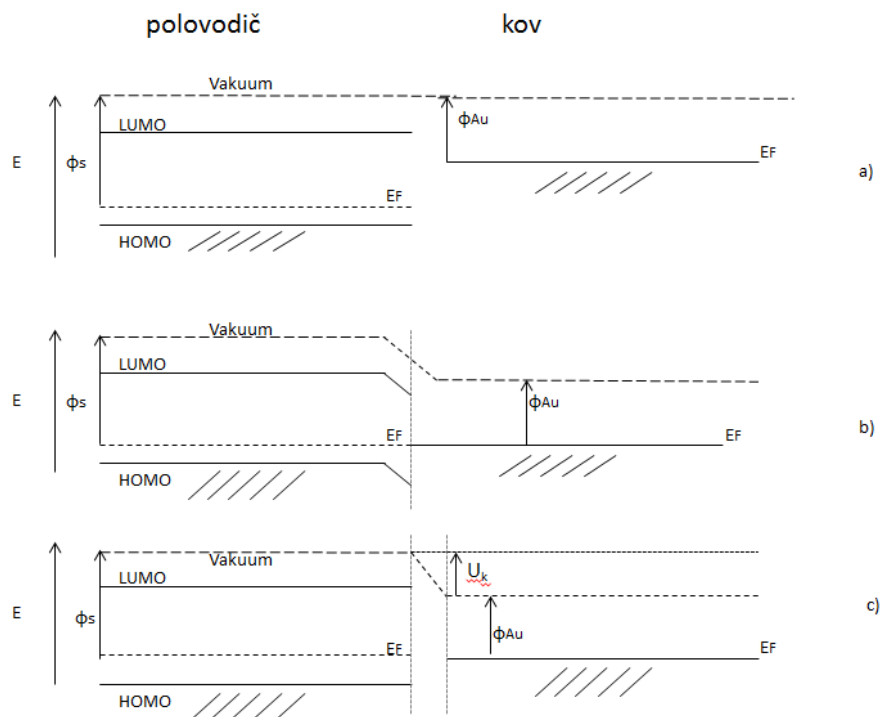 polovodič kov
Vakuum
LUMO
ϕAu
E ϕs EF
EF
a)
HOMO
Vakuum
LUMO
E ϕs ϕAu
EF EF
b)
HOMO
Vakuum
Uk
LUMO
E ϕs ϕAu
c)
EF EF
HOMO